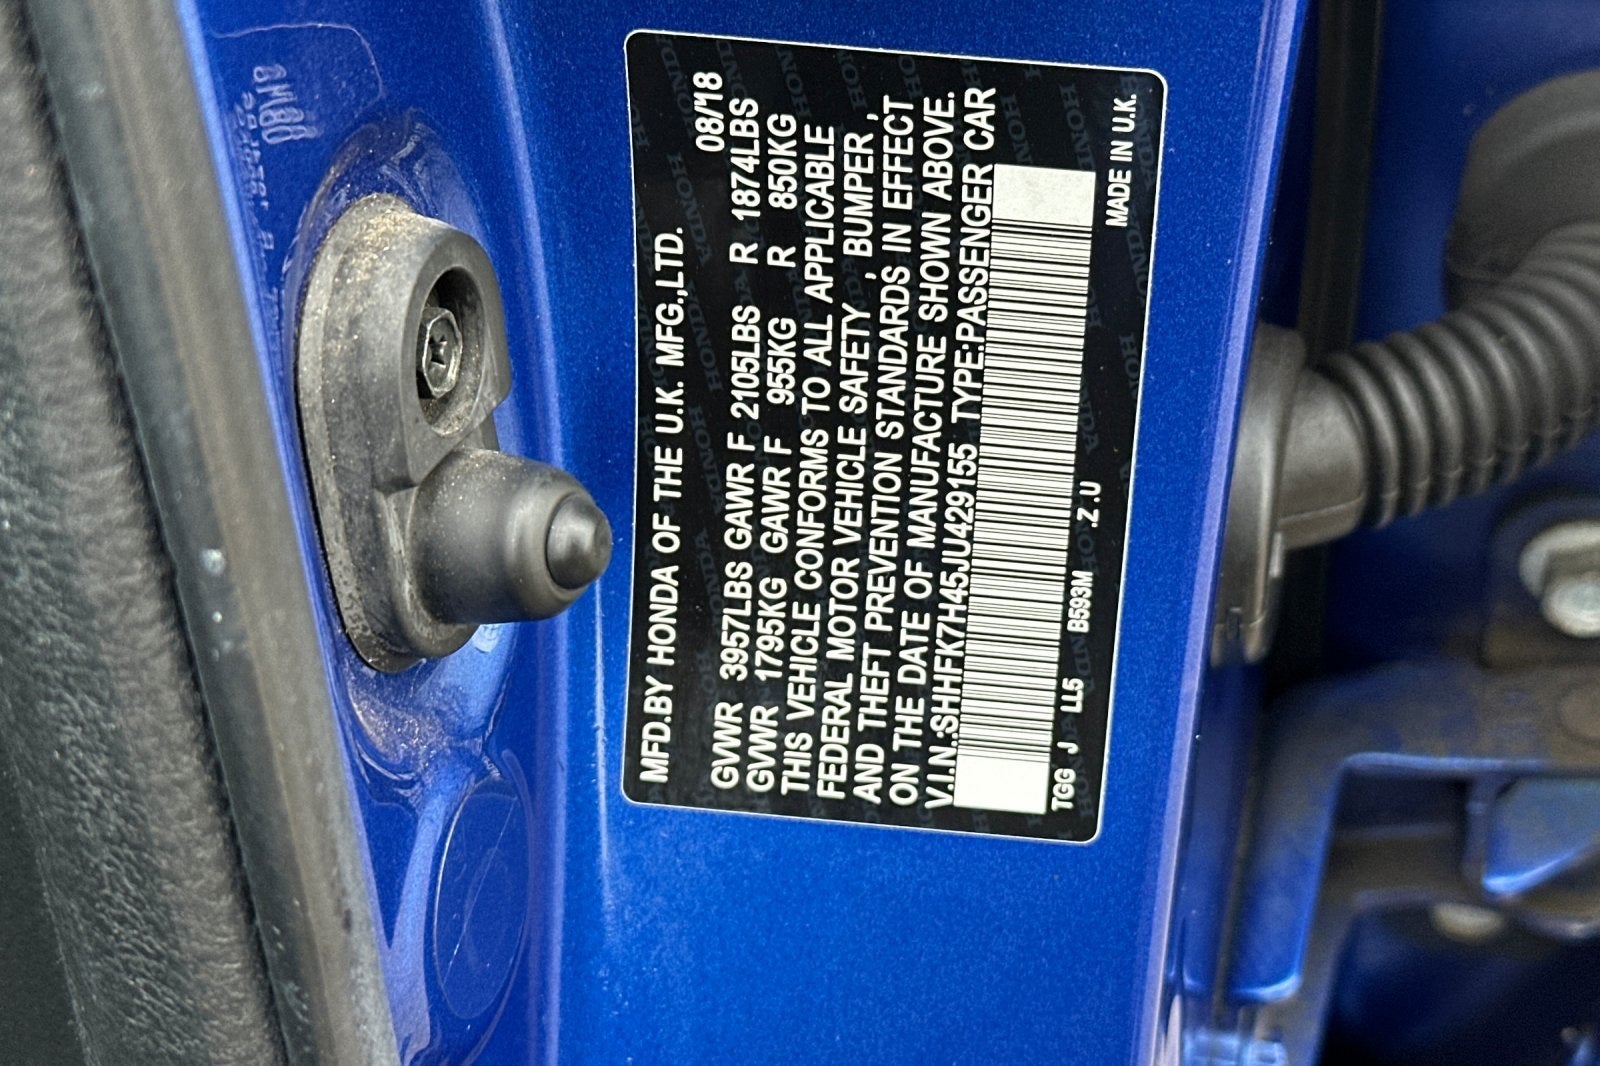 MFD.BY HONDA OF THE U.K. MFG.,LTD. 08/18
GVWR 3957LBS GAWR F 2105LBS R 1874LBS
GVWR 1795KG GAWR F 955KG R 850KG
THIS VEHICLE CONFORMS TO ALL APPLICABLE
FEDERAL MOTOR VEHICLE SAFETY, BUMPER,
AND THEFT PREVENTION STANDARDS IN EFFECT
ON THE DATE OF MANUFACTURE SHOWN ABOVE.
V.I.N.:SHHFK7H45JU429155 TYPE:PASSENGER CAR
TGG J LL5 B593M .Z.U
MADE IN U.K.